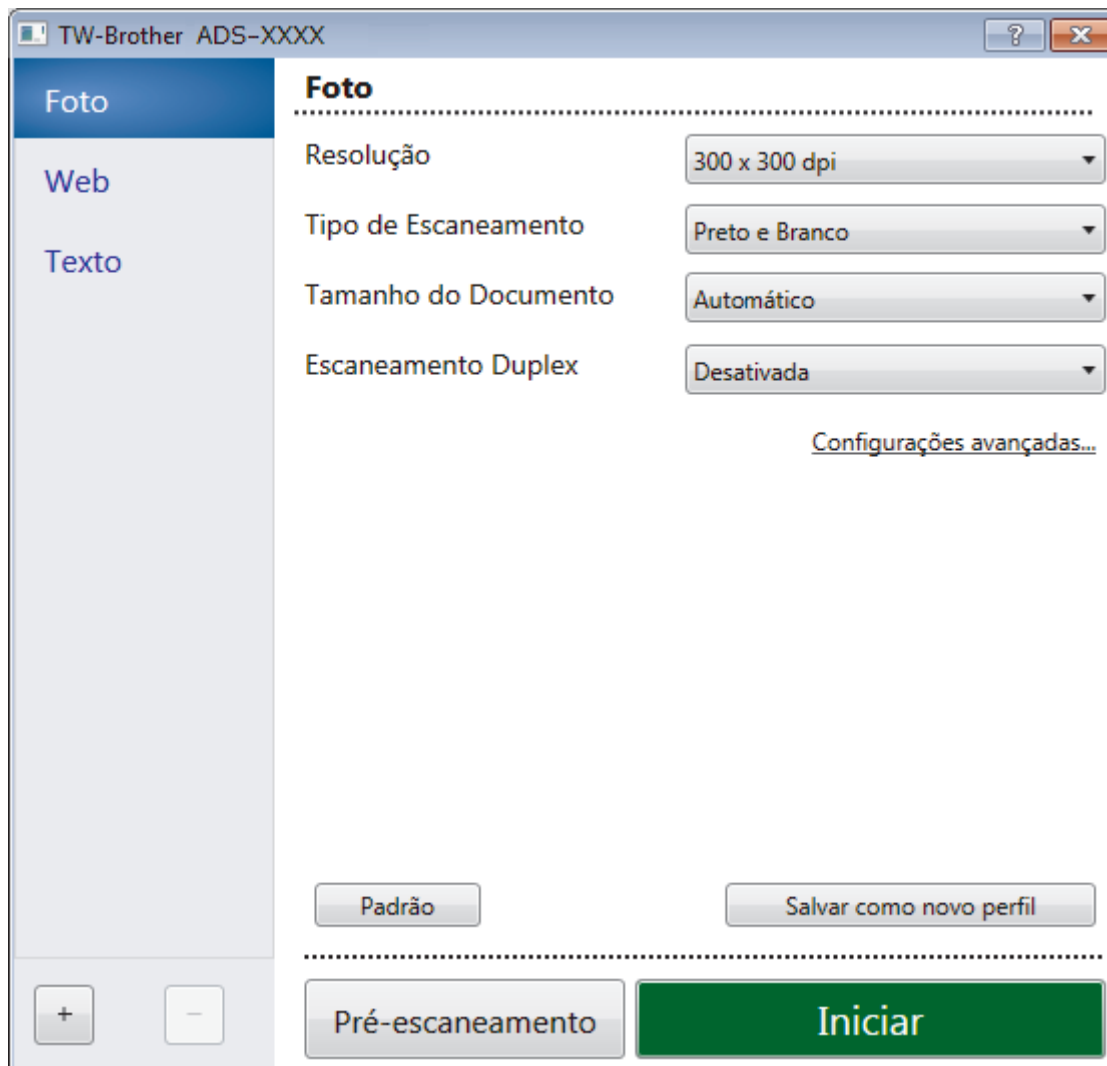 TW-Brother ADS-XXXX
?
Foto
Web
Texto
Foto
Resolução
300 x 300 dpi
Tipo de Escaneamento
Preto e Branco
Tamanho do Documento
Automático
Escaneamento Duplex
Desativada
Configurações avançadas...
Padrão
Salvar como novo perfil
+
−
Pré-escaneamento
Iniciar